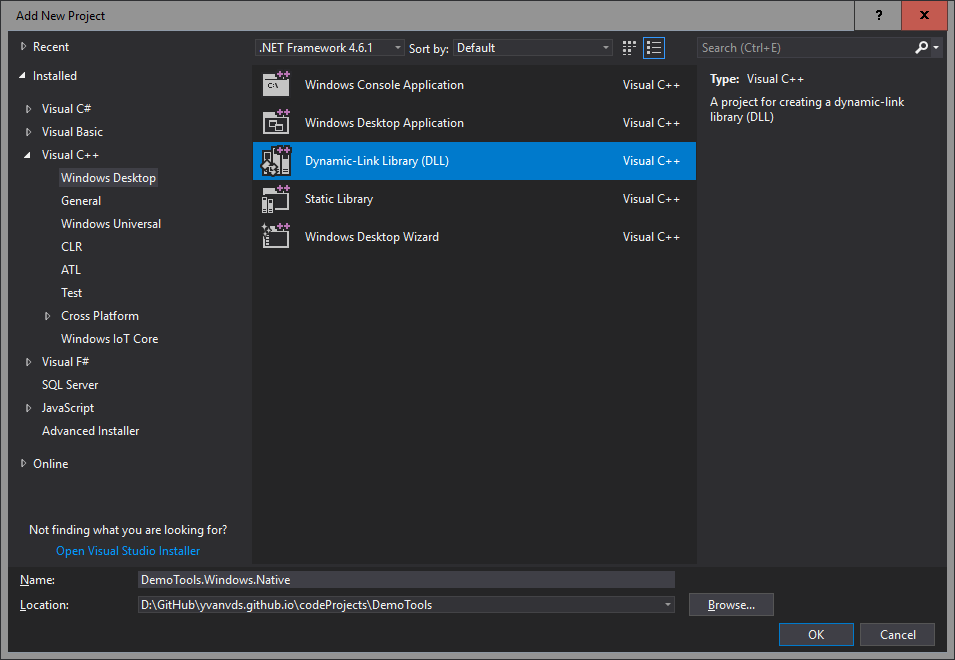 Add New Project
?
x
Recent
Installed
Visual C#
Visual Basic
Visual C++
Windows Desktop
General
Windows Universal
CLR
ATL
Test
Cross Platform
Windows IoT Core
Visual F#
SQL Server
JavaScript
Advanced Installer
Online
Not finding what you are looking for?
Open Visual Studio Installer
.NET Framework 4.6.1
Sort by:
Default
Windows Console Application Visual C++
Windows Desktop Application Visual C++
Dynamic-Link Library (DLL) Visual C++
Static Library Visual C++
Windows Desktop Wizard Visual C++
Search (Ctrl+E)
Type: Visual C++
A project for creating a dynamic-link
library (DLL)
Name: DemoTools.Windows.Native
Location: D:\GitHub\yvanvds.github.io\codeProjects\DemoTools
Browse...
OK
Cancel